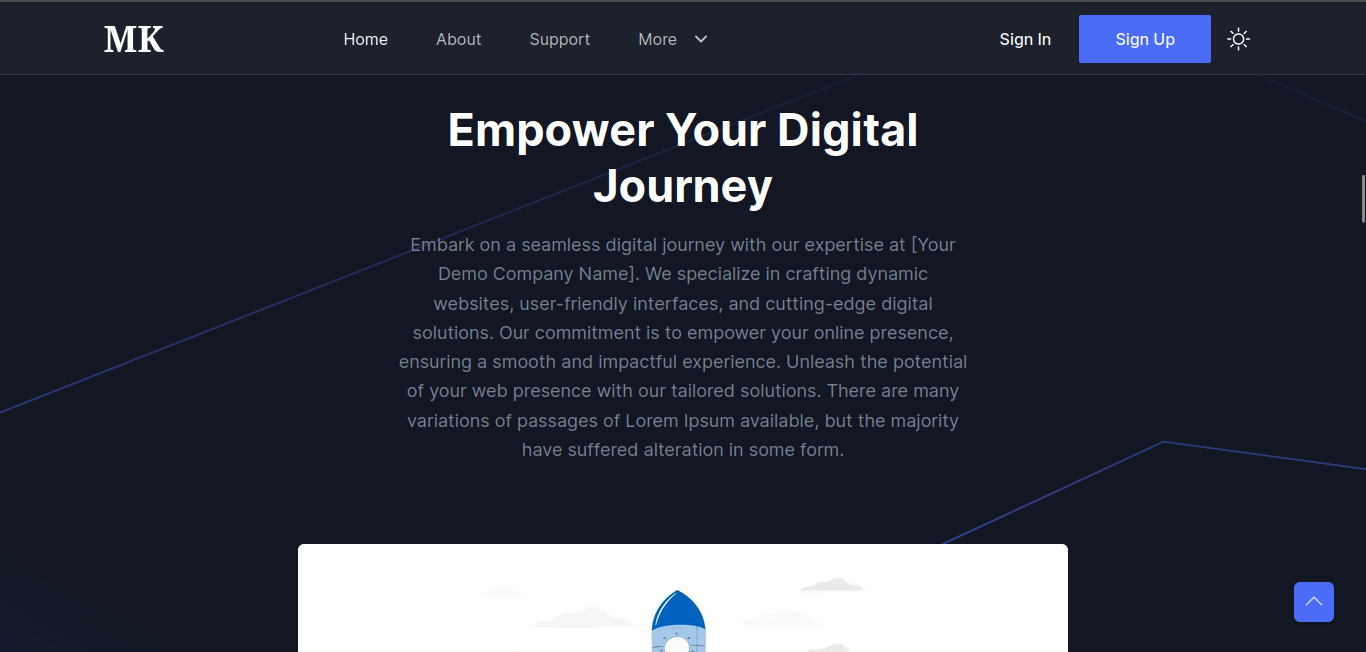 MK
Home
About
Support
More
Sign In
Sign Up
Empower Your Digital
Journey
Embark on a seamless digital journey with our expertise at [Your
Demo Company Name]. We specialize in crafting dynamic
websites, user-friendly interfaces, and cutting-edge digital
solutions. Our commitment is to empower your online presence,
ensuring a smooth and impactful experience. Unleash the potential
of your web presence with our tailored solutions. There are many
variations of passages of Lorem Ipsum available, but the majority
have suffered alteration in some form.